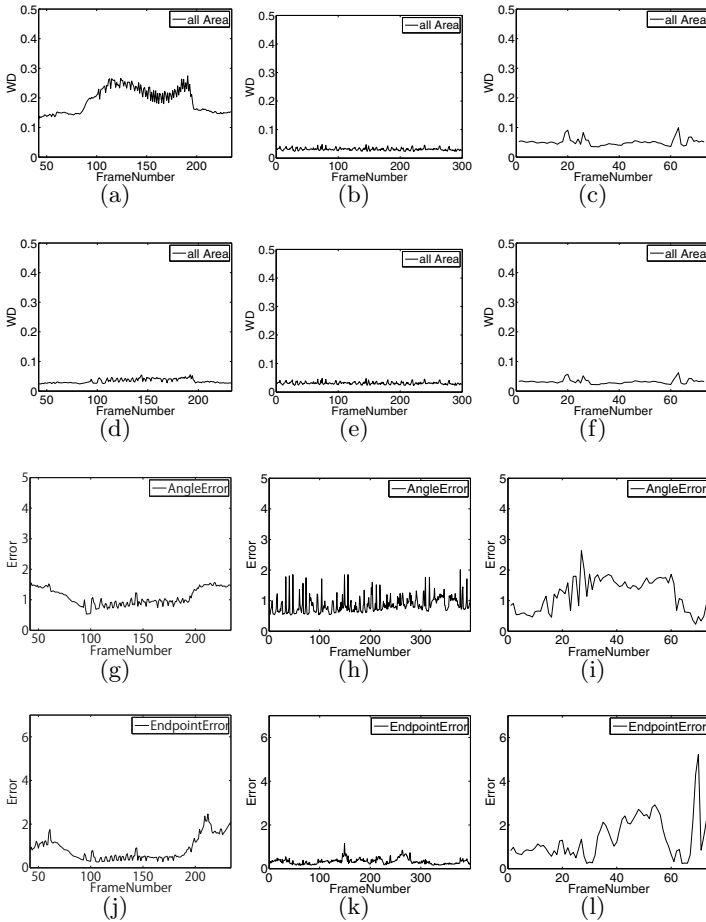 0.5 0.4 0.3 0.2 0.1 0
WD
all Area
50 100 150 200
FrameNumber
(a)
0.5 0.4 0.3 0.2 0.1 0
WD
all Area
0 100 200 300
FrameNumber
(b)
0.5 0.4 0.3 0.2 0.1 0
WD
all Area
0 20 40 60
FrameNumber
(c)
0.5 0.4 0.3 0.2 0.1 0
WD
all Area
50 100 150 200
FrameNumber
(d)
0.5 0.4 0.3 0.2 0.1 0
WD
all Area
0 100 200 300
FrameNumber
(e)
0.5 0.4 0.3 0.2 0.1 0
WD
all Area
0 20 40 60
FrameNumber
(f)
5 4 3 2 1 0
Error
AngleError
50 100 150 200
FrameNumber
(g)
5 4 3 2 1 0
Error
AngleError
0 100 200 300
FrameNumber
(h)
5 4 3 2 1 0
Error
AngleError
0 20 40 60
FrameNumber
(i)
6 4 2 0
Error
EndpointError
50 100 150 200
FrameNumber
(j)
6 4 2 0
Error
EndpointError
0 100 200 300 400
FrameNumber
(k)
6 4 2 0
Error
EndpointError
0 20 40 60
FrameNumber
(l)